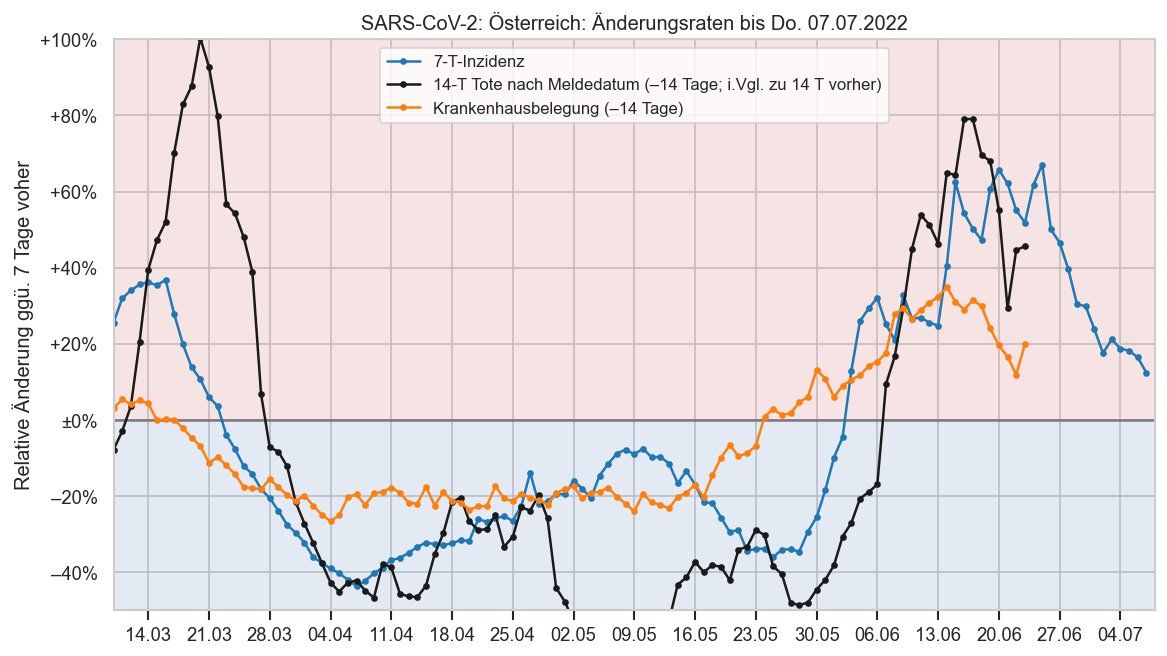 SARS-CoV-2: Österreich: Änderungsraten bis Do. 07.07.2022
7-T-Inzidenz
14-T Tote nach Meldedatum (–14 Tage; i.Vgl. zu 14 T vorher)
Krankenhausbelegung (–14 Tage)
Relative Änderung ggü. 7 Tage voher
+100%
+80%
+60%
+40%
+20%
±0%
–20%
–40%
14.03 21.03 28.03 04.04 11.04 18.04 25.04 02.05 09.05 16.05 23.05 30.05 06.06 13.06 20.06 27.06 04.07